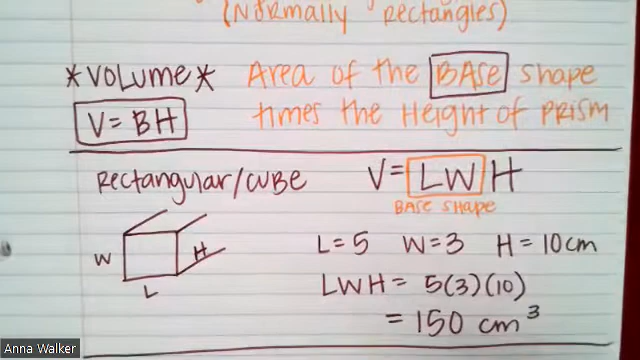 (Normally Rectangles)
*VOLUME* Area of the BASE shape
V = BH times the Height of PRISM
Rectangular/CUBE V = LWH
BASE SHAPE
W H L
L = 5 W = 3 H = 10cm
LWH = 5(3)(10)
= 150 cm³
Anna Walker